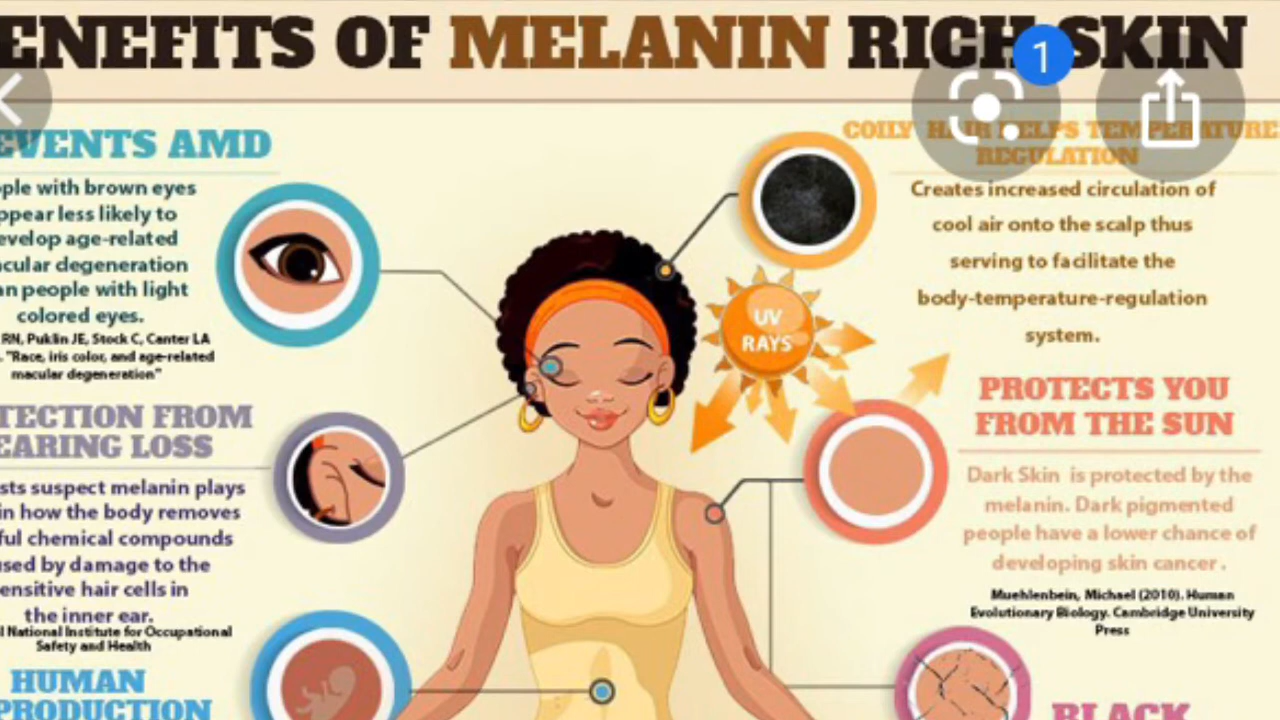 ENEFITS OF MELANIN RICH SKIN
1
EVENTS AMD
ple with brown eyes
ppear less likely to
evelop age-related
cular degeneration
an people with light
colored eyes.
RN, Puklin JE, Stock C, Canter LA
. "Race, iris color, and age-related
macular degeneration"
TECTION FROM
EARING LOSS
sts suspect melanin plays
in how the body removes
ful chemical compounds
used by damage to the
ensitive hair cells in
the inner ear.
l National Institute for Occupational
Safety and Health
HUMAN
PRODUCTION
UV
RAYS
COILY HAIR HELPS TEMPERATURE
REGULATION
Creates increased circulation of
cool air onto the scalp thus
serving to facilitate the
body-temperature-regulation
system.
PROTECTS YOU
FROM THE SUN
Dark Skin is protected by the
melanin. Dark pigmented
people have a lower chance of
developing skin cancer.
Muehlenbein, Michael (2010). Human
Evolutionary Biology. Cambridge University
Press
BLACK